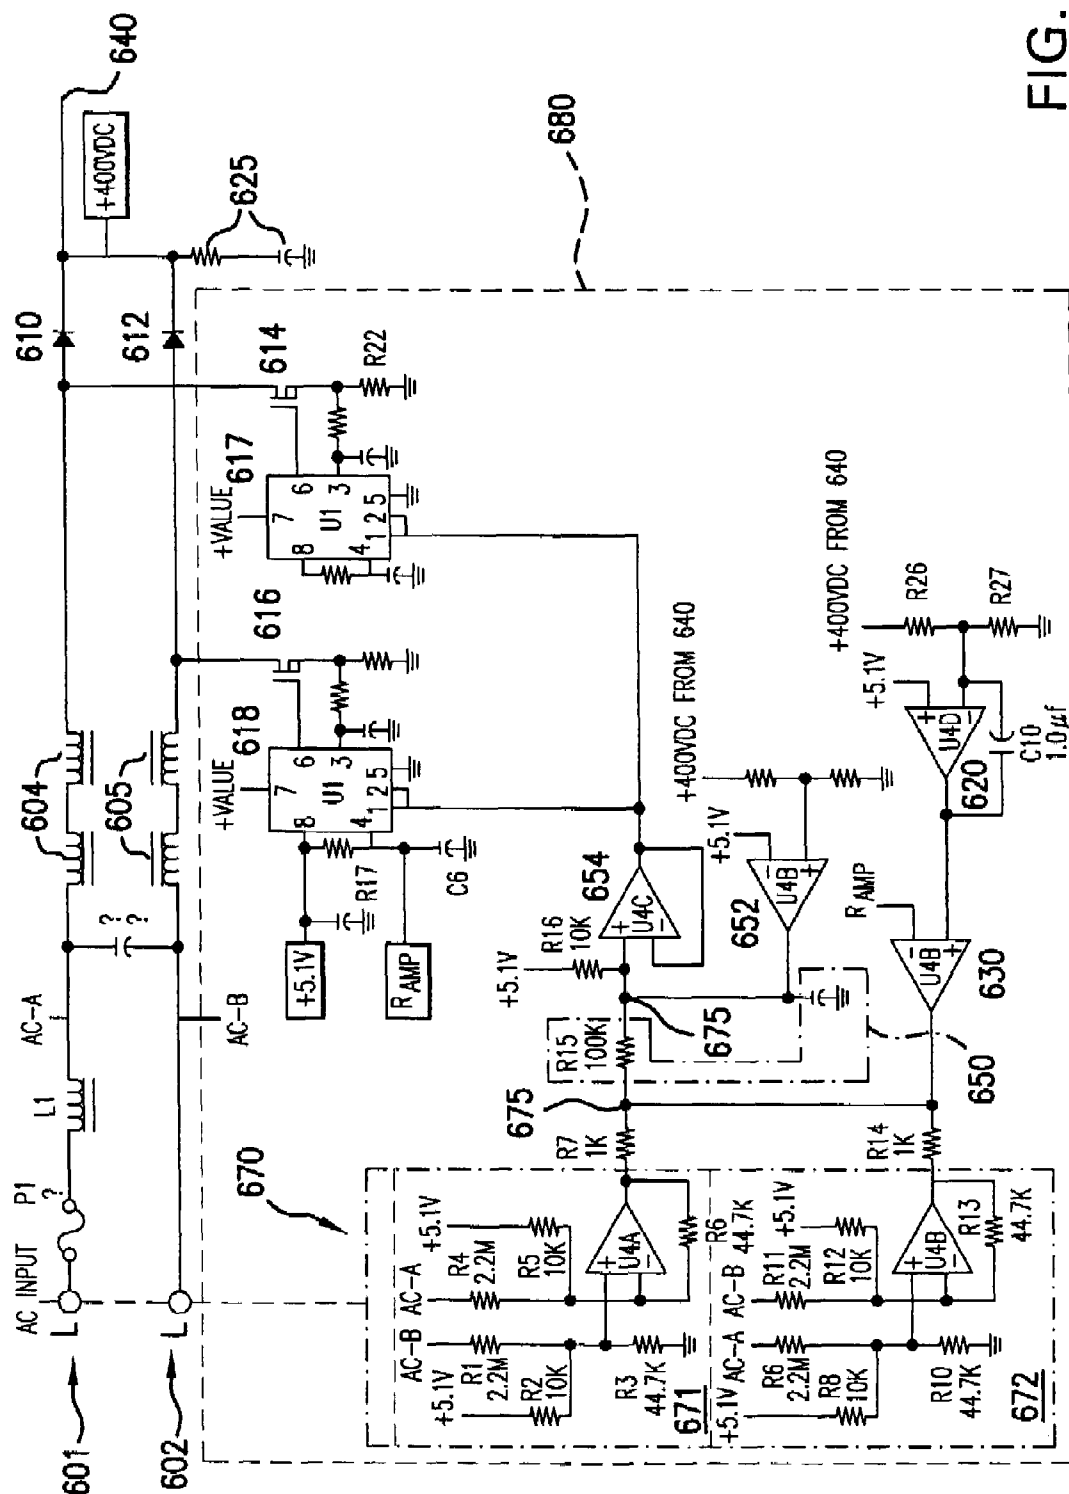 FIG.
640
+400VDC
680
625
610
612
614
R22
617
+VALUE
7
6
3
U1
8
4
1 2 5
616
618
+VALUE
7
6
3
U1
8
4
1 2 5
604
605
R17
C6
+5.1V
RAMP
?
?
AC-A
AC-B
L1
P1
?
AC INPUT
L
L
601
602
+400VDC FROM 640
R26
R27
+5.1V
+
-
U4D
C10
1.0µf
620
+400VDC FROM 640
+5.1V
-
+
U4B
652
654
+
-
U4C
R16
10K
+5.1V
RAMP
-
+
U4B
630
675
650
R15
100K
675
R7
1K
R14
1K
670
+5.1V
R4
2.2M
R5
10K
AC-A
AC-B
R1
2.2M
R2
10K
+5.1V
R3
44.7K
+
-
U4A
R6
44.7K
671
+5.1V
AC-B
R11
2.2M
R12
10K
AC-A
R6
2.2M
R8
10K
+5.1V
R10
44.7K
+
-
U4B
R13
44.7K
672